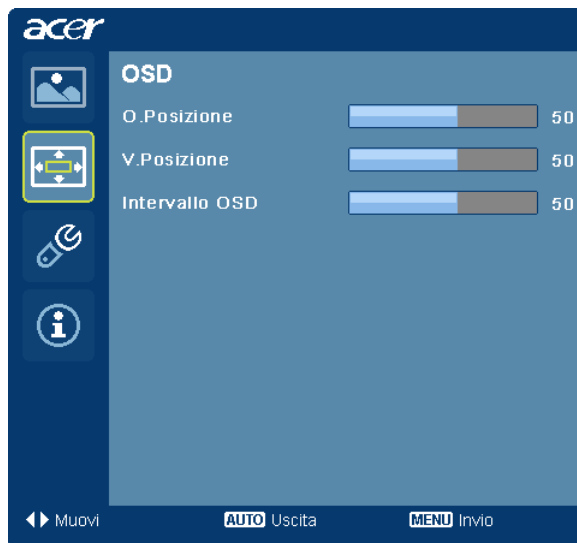 acer
OSD
O.Posizione 50
V.Posizione 50
Intervallo OSD 50
Muovi AUTO Uscita MENU Invio